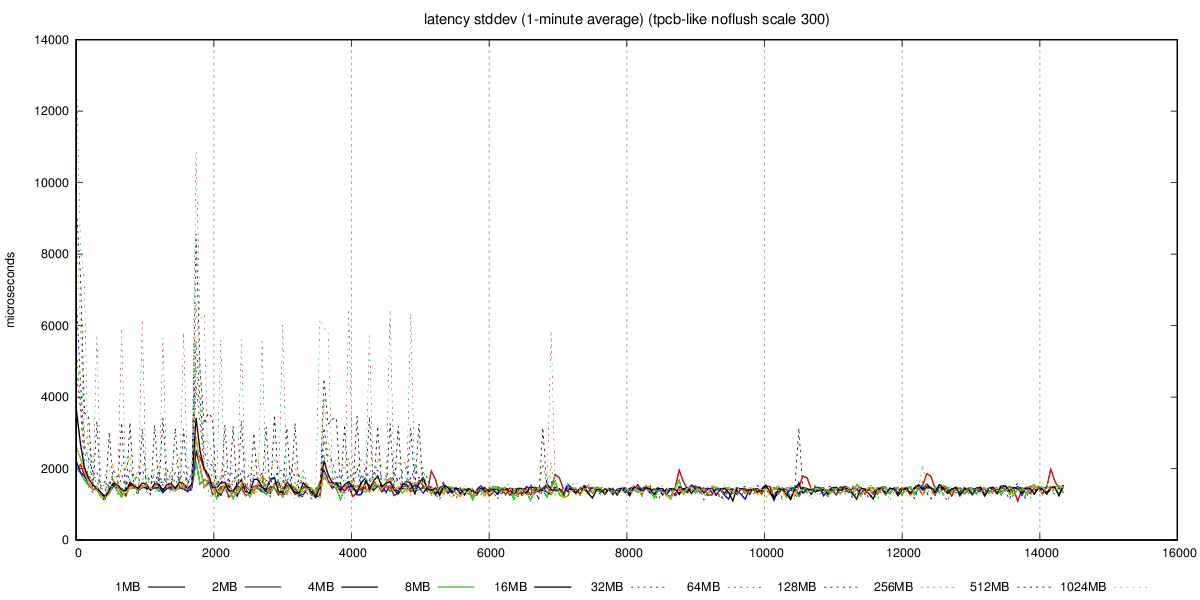 latency stddev (1-minute average) (tpcb-like noflush scale 300)
14000
12000
10000
8000
6000
4000
2000
0
microseconds
0 2000 4000 6000 8000 10000 12000 14000 16000
1MB 2MB 4MB 8MB 16MB 32MB 64MB 128MB 256MB 512MB 1024MB